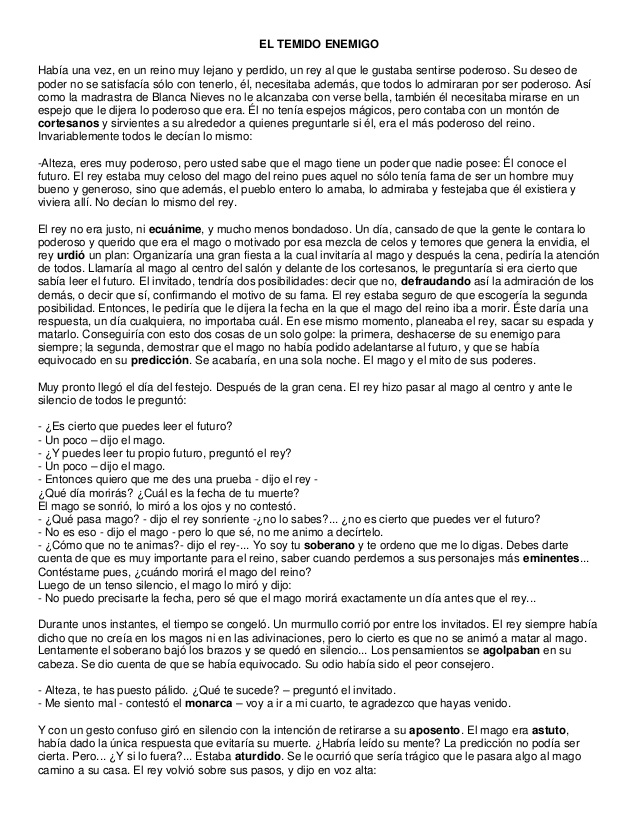 EL TEMIDO ENEMIGO
Había una vez, en un reino muy lejano y perdido, un rey al que le gustaba sentirse poderoso. Su deseo de
poder no se satisfacía sólo con tenerlo, él, necesitaba además, que todos lo admiraran por ser poderoso. Así
como la madrastra de Blanca Nieves no le alcanzaba con verse bella, también él necesitaba mirarse en un
espejo que le dijera lo poderoso que era. Él no tenía espejos mágicos, pero contaba con un montón de
cortesanos y sirvientes a su alrededor a quienes preguntarle si él, era el más poderoso del reino.
Invariablemente todos le decían lo mismo:
-Alteza, eres muy poderoso, pero usted sabe que el mago tiene un poder que nadie posee: Él conoce el
futuro. El rey estaba muy celoso del mago del reino pues aquel no sólo tenía fama de ser un hombre muy
bueno y generoso, sino que además, el pueblo entero lo amaba, lo admiraba y festejaba que él existiera y
viviera allí. No decían lo mismo del rey.
El rey no era justo, ni ecuánime, y mucho menos bondadoso. Un día, cansado de que la gente le contara lo
poderoso y querido que era el mago o motivado por esa mezcla de celos y temores que genera la envidia, el
rey urdió un plan: Organizaría una gran fiesta a la cual invitaría al mago y después la cena, pediría la atención
de todos. Llamaría al mago al centro del salón y delante de los cortesanos, le preguntaría si era cierto que
sabía leer el futuro. El invitado, tendría dos posibilidades: decir que no, defraudando así la admiración de los
demás, o decir que sí, confirmando el motivo de su fama. El rey estaba seguro de que escogería la segunda
posibilidad. Entonces, le pediría que le dijera la fecha en la que el mago del reino iba a morir. Éste daría una
respuesta, un día cualquiera, no importaba cuál. En ese mismo momento, planeaba el rey, sacar su espada y
matarlo. Conseguiría con esto dos cosas de un solo golpe: la primera, deshacerse de su enemigo para
siempre; la segunda, demostrar que el mago no había podido adelantarse al futuro, y que se había
equivocado en su predicción. Se acabaría, en una sola noche. El mago y el mito de sus poderes.
Muy pronto llegó el día del festejo. Después de la gran cena. El rey hizo pasar al mago al centro y ante le
silencio de todos le preguntó:
- ¿Es cierto que puedes leer el futuro?
- Un poco – dijo el mago.
- ¿Y puedes leer tu propio futuro, preguntó el rey?
- Un poco – dijo el mago.
- Entonces quiero que me des una prueba - dijo el rey -
¿Qué día morirás? ¿Cuál es la fecha de tu muerte?
El mago se sonrió, lo miró a los ojos y no contestó.
- ¿Qué pasa mago? - dijo el rey sonriente -¿no lo sabes?... ¿no es cierto que puedes ver el futuro?
- No es eso - dijo el mago - pero lo que sé, no me animo a decírtelo.
- ¿Cómo que no te animas?- dijo el rey-... Yo soy tu soberano y te ordeno que me lo digas. Debes darte
cuenta de que es muy importante para el reino, saber cuando perdemos a sus personajes más eminentes...
Contéstame pues, ¿cuándo morirá el mago del reino?
Luego de un tenso silencio, el mago lo miró y dijo:
- No puedo precisarte la fecha, pero sé que el mago morirá exactamente un día antes que el rey...
Durante unos instantes, el tiempo se congeló. Un murmullo corrió por entre los invitados. El rey siempre había
dicho que no creía en los magos ni en las adivinaciones, pero lo cierto es que no se animó a matar al mago.
Lentamente el soberano bajó los brazos y se quedó en silencio... Los pensamientos se agolpaban en su
cabeza. Se dio cuenta de que se había equivocado. Su odio había sido el peor consejero.
- Alteza, te has puesto pálido. ¿Qué te sucede? – preguntó el invitado.
- Me siento mal - contestó el monarca – voy a ir a mi cuarto, te agradezco que hayas venido.
Y con un gesto confuso giró en silencio con la intención de retirarse a su aposento. El mago era astuto,
había dado la única respuesta que evitaría su muerte. ¿Habría leído su mente? La predicción no podía ser
cierta. Pero... ¿Y si lo fuera?... Estaba aturdido. Se le ocurrió que sería trágico que le pasara algo al mago
camino a su casa. El rey volvió sobre sus pasos, y dijo en voz alta: